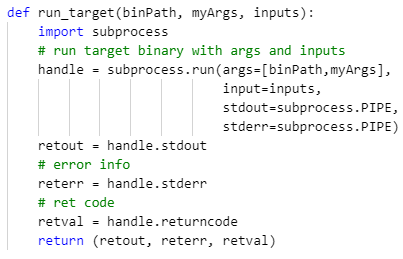 def run_target(binPath, myArgs, inputs):
    import subprocess
    # run target binary with args and inputs
    handle = subprocess.run(args=[binPath,myArgs],
                            input=inputs,
                            stdout=subprocess.PIPE,
                            stderr=subprocess.PIPE)
    retout = handle.stdout
    # error info
    reterr = handle.stderr
    # ret code
    retval = handle.returncode
    return (retout, reterr, retval)